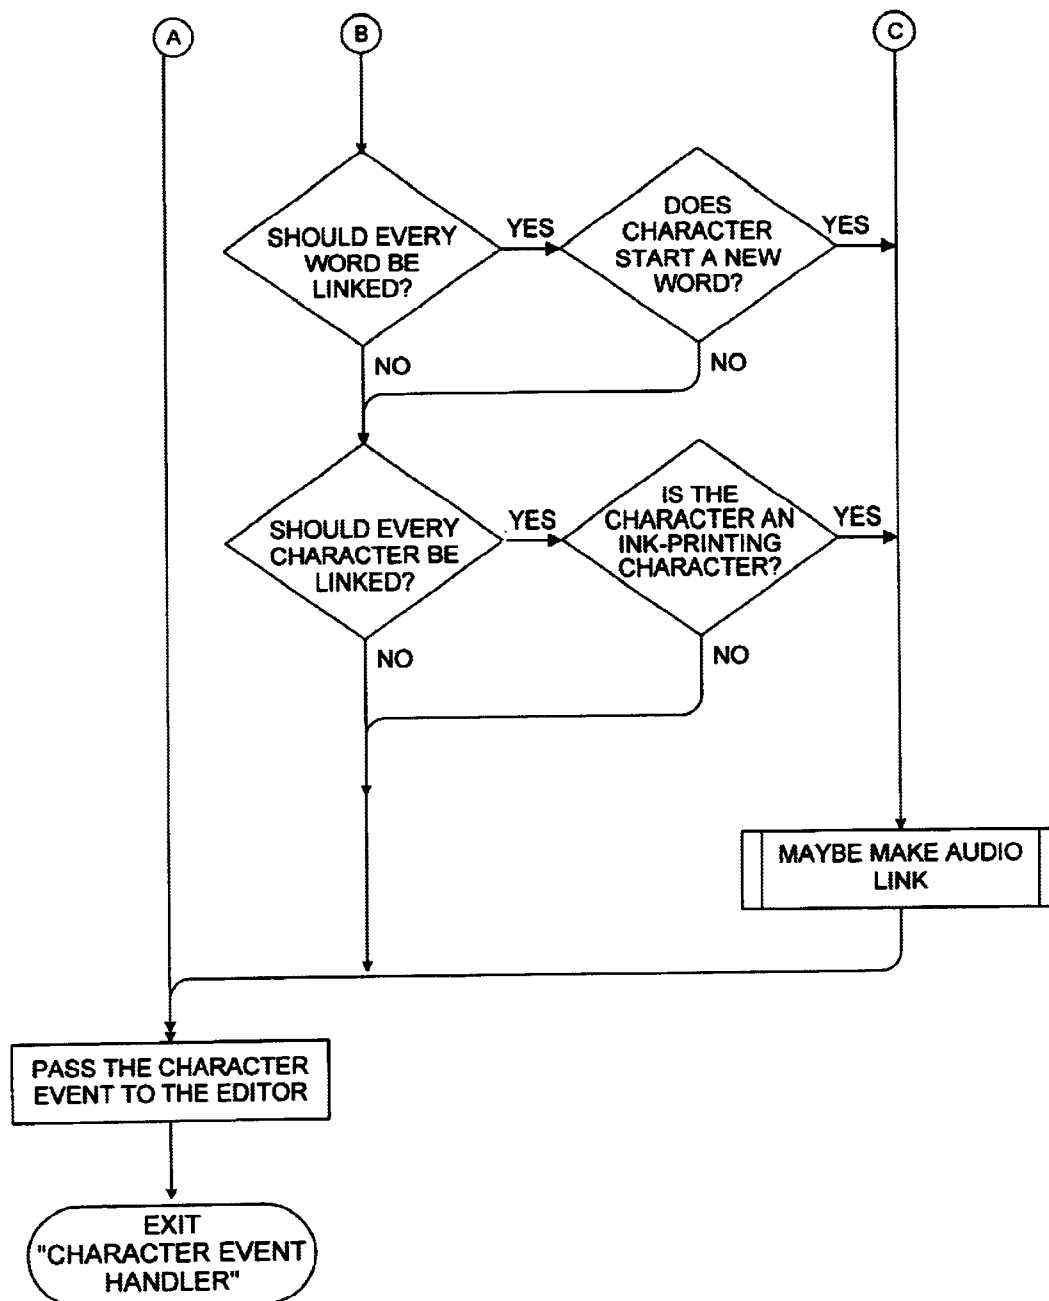 A
B
C
SHOULD EVERY
WORD BE
LINKED?
YES
DOES
CHARACTER
START A NEW
WORD?
YES
NO
NO
SHOULD EVERY
CHARACTER BE
LINKED?
YES
IS THE
CHARACTER AN
INK-PRINTING
CHARACTER?
YES
NO
NO
MAYBE MAKE AUDIO
LINK
PASS THE CHARACTER
EVENT TO THE EDITOR
EXIT
"CHARACTER EVENT
HANDLER"